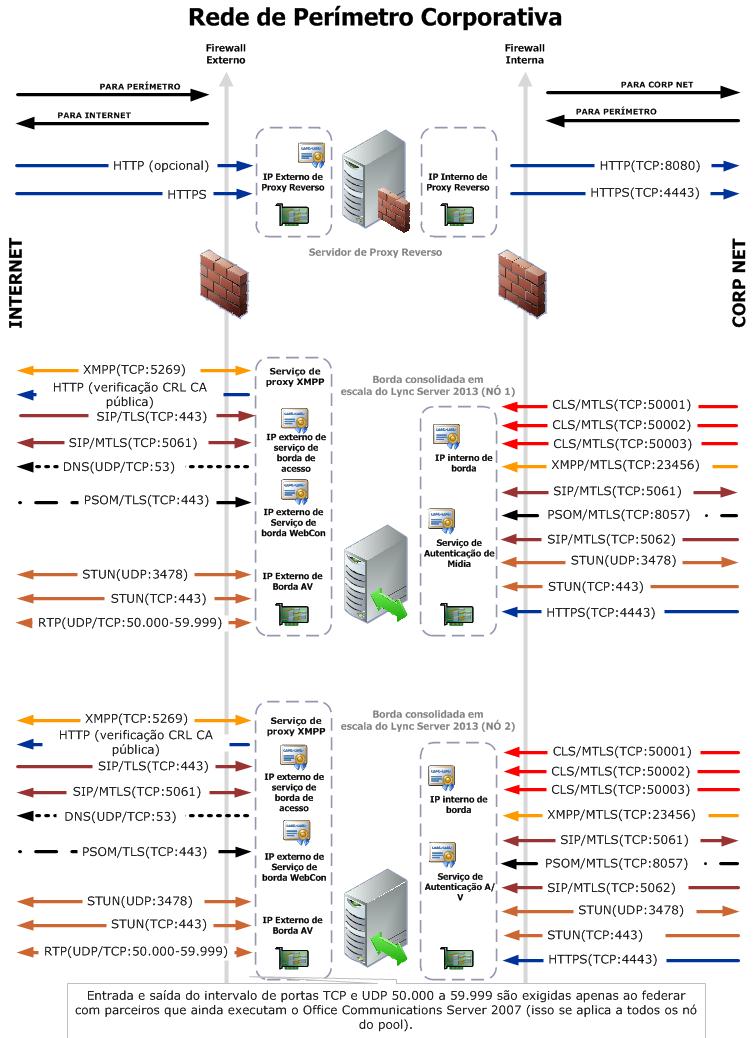 Rede de Perímetro Corporativa
Firewall
Externo
Firewall
Interna
PARA PERÍMETRO
PARA INTERNET
PARA CORP NET
PARA PERÍMETRO
HTTP (opcional)
HTTPS
IP Externo de
Proxy Reverso
IP Interno de
Proxy Reverso
HTTP(TCP:8080)
HTTPS(TCP:4443)
Servidor de Proxy Reverso
INTERNET
CORP NET
XMPP(TCP:5269)
HTTP (verificação CRL CA
pública)
SIP/TLS(TCP:443)
SIP/MTLS(TCP:5061)
DNS(UDP/TCP:53)
PSOM/TLS(TCP:443)
STUN(UDP:3478)
STUN(TCP:443)
RTP(UDP/TCP:50.000-59.999)
Serviço de
proxy XMPP
IP externo de
serviço de
borda de
acesso
IP externo de
Serviço de
borda WebCon
IP Externo de
Borda AV
Borda consolidada em
escala do Lync Server 2013 (NÓ 1)
IP interno de
borda
Serviço de
Autenticação de
Mídia
CLS/MTLS(TCP:50001)
CLS/MTLS(TCP:50002)
CLS/MTLS(TCP:50003)
XMPP/MTLS(TCP:23456)
SIP/MTLS(TCP:5061)
PSOM/MTLS(TCP:8057)
SIP/MTLS(TCP:5062)
STUN(UDP:3478)
STUN(TCP:443)
HTTPS(TCP:4443)
XMPP(TCP:5269)
HTTP (verificação CRL CA
pública)
SIP/TLS(TCP:443)
SIP/MTLS(TCP:5061)
DNS(UDP/TCP:53)
PSOM/TLS(TCP:443)
STUN(UDP:3478)
STUN(TCP:443)
RTP(UDP/TCP:50.000-59.999)
Serviço de
proxy XMPP
IP externo de
serviço de
borda de
acesso
IP externo de
Serviço de
borda WebCon
IP Externo de
Borda AV
Borda consolidada em
escala do Lync Server 2013 (NÓ 2)
IP interno de
borda
Serviço de
Autenticação A/
V
CLS/MTLS(TCP:50001)
CLS/MTLS(TCP:50002)
CLS/MTLS(TCP:50003)
XMPP/MTLS(TCP:23456)
SIP/MTLS(TCP:5061)
PSOM/MTLS(TCP:8057)
SIP/MTLS(TCP:5062)
STUN(UDP:3478)
STUN(TCP:443)
HTTPS(TCP:4443)
Entrada e saída do intervalo de portas TCP e UDP 50.000 a 59.999 são exigidas apenas ao federar
com parceiros que ainda executam o Office Communications Server 2007 (isso se aplica a todos os nó
do pool).